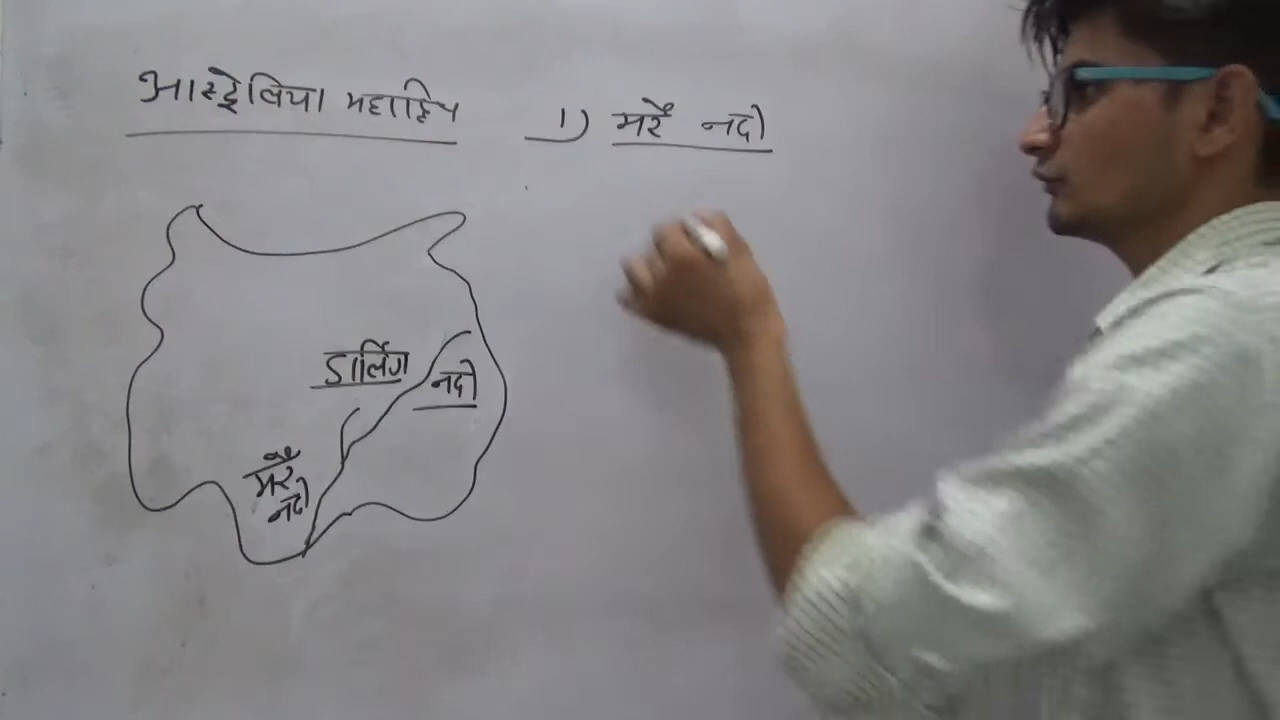 आस्ट्रेलिया महाद्विप
1) मर्रै नदी
डार्लिंग
नदी
मर्रै
नदी